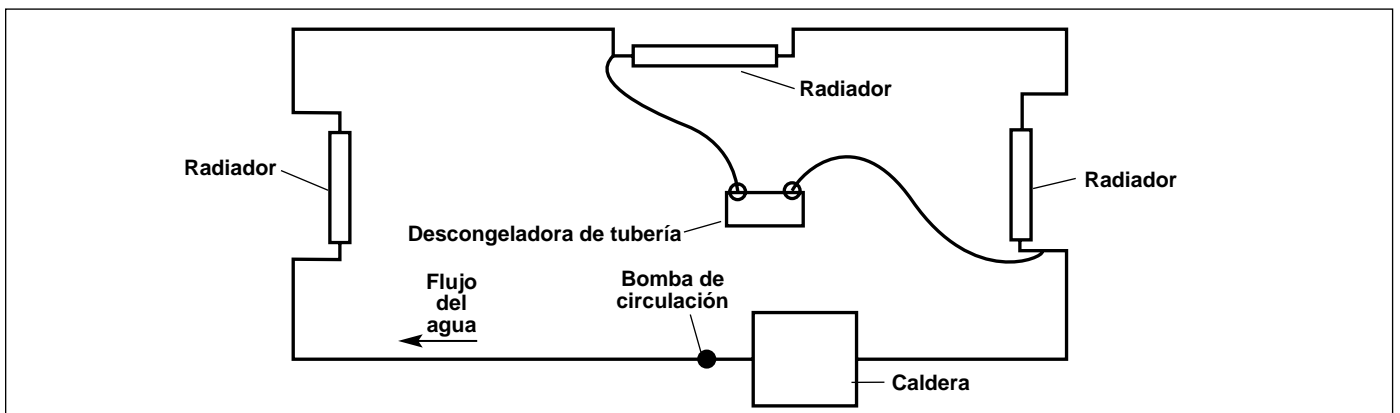 Radiador
Radiador
Radiador
Descongeladora de tubería
Flujo
del
agua
Bomba de
circulación
Caldera